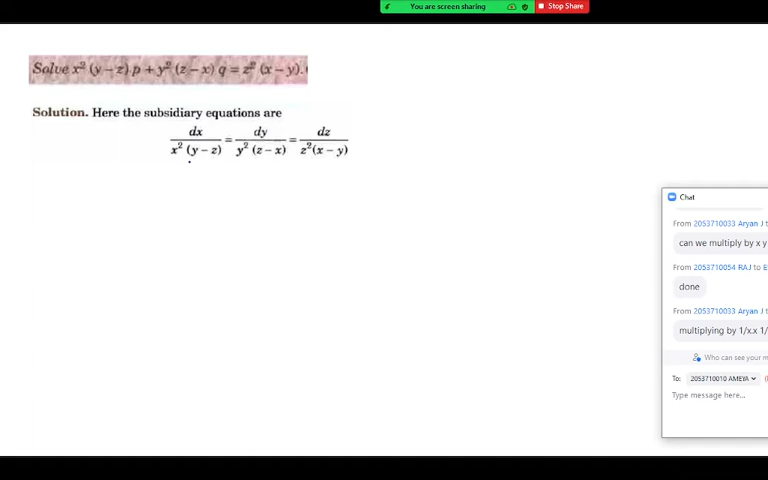 You are screen sharing
Stop Share
Solve x² (y – z) p + y² (z – x) q = z² (x – y).
Solution. Here the subsidiary equations are
dx / x² (y – z) = dy / y² (z – x) = dz / z² (x – y)
Chat
From 2053710033 Aryan J t
can we multiply by x y
From 2053710054 RAJ to E
done
From 2053710033 Aryan J t
multiplying by 1/x.x 1/
Who can see your m
To: 2053710010 AMEYA
Type message here...